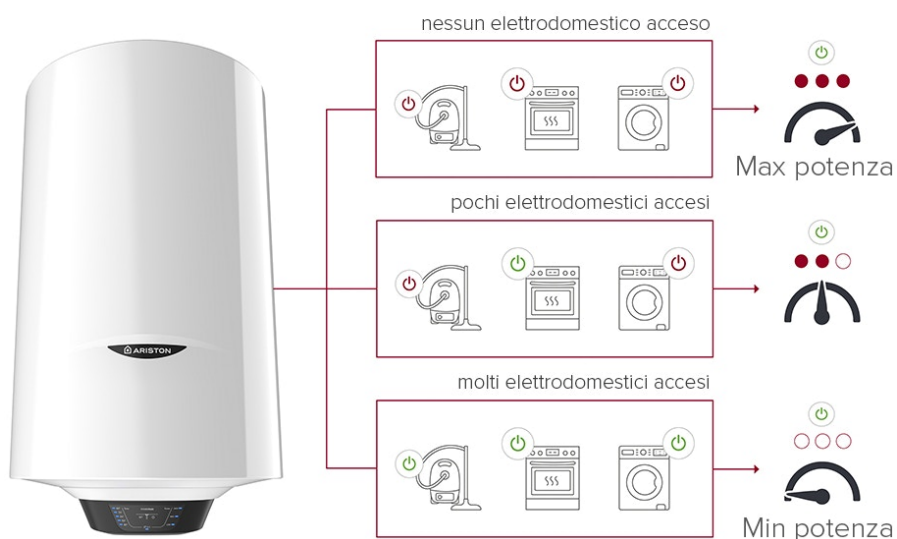 nessun elettrodomestico acceso
Max potenza
pochi elettrodomestici accesi
ARISTON
molti elettrodomestici accesi
Min potenza